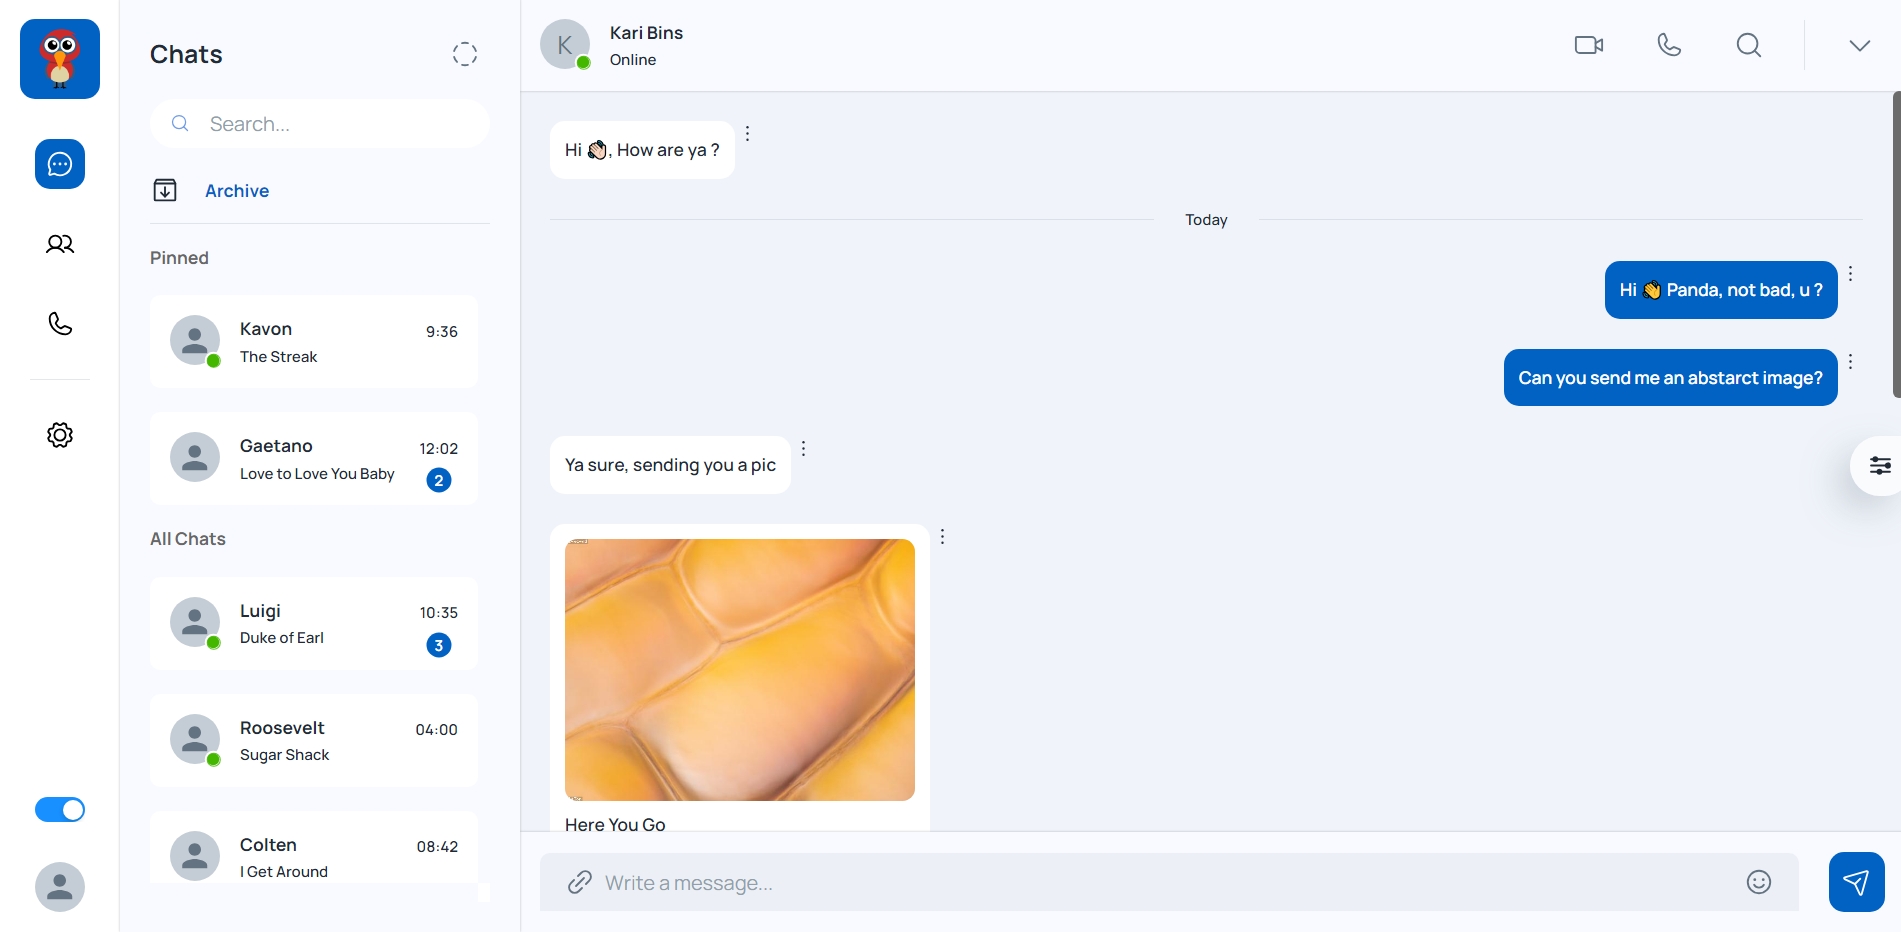 Chats
Search...
Archive
Pinned
Kavon
9:36
The Streak
Gaetano
12:02
Love to Love You Baby
2
All Chats
Luigi
10:35
Duke of Earl
3
Roosevelt
04:00
Sugar Shack
Colten
08:42
I Get Around
K
Kari Bins
Online
Hi 👋🏻, How are ya ?
Today
Hi 👋 Panda, not bad, u ?
Can you send me an abstarct image?
Ya sure, sending you a pic
Here You Go
Write a message...